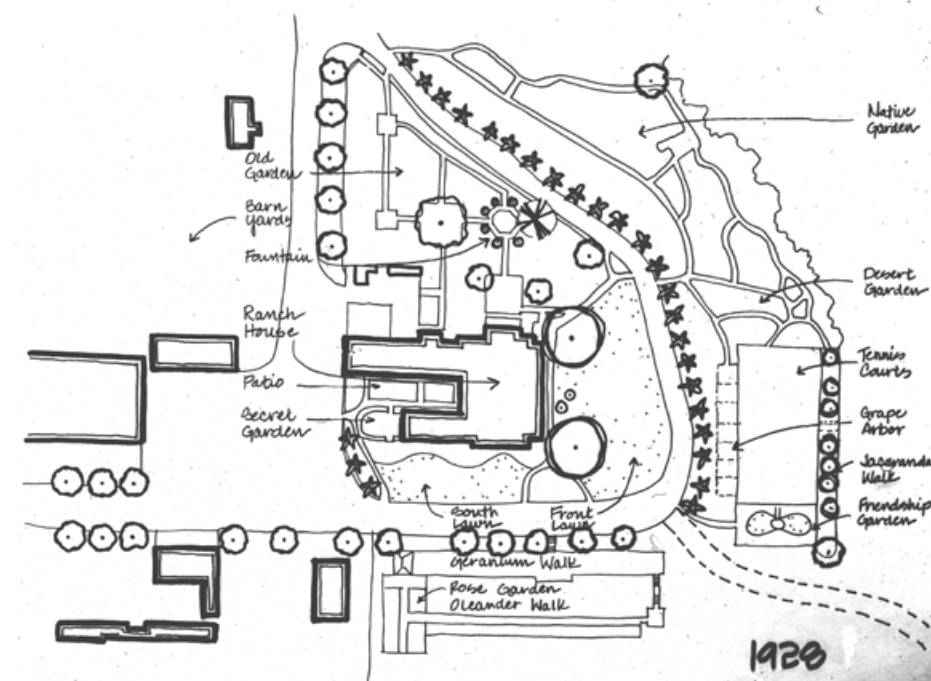 Native
Garden
Old
Garden
Barn
Yards
Fountain
Desert
Garden
Ranch
House
Tennis
Courts
Patio
Secret
Garden
Grape
Arbor
Jacaranda
Walk
Friendship
Garden
South
Lawn
Front
Lawn
Geranium Walk
Rose Garden
Oleander Walk
1928